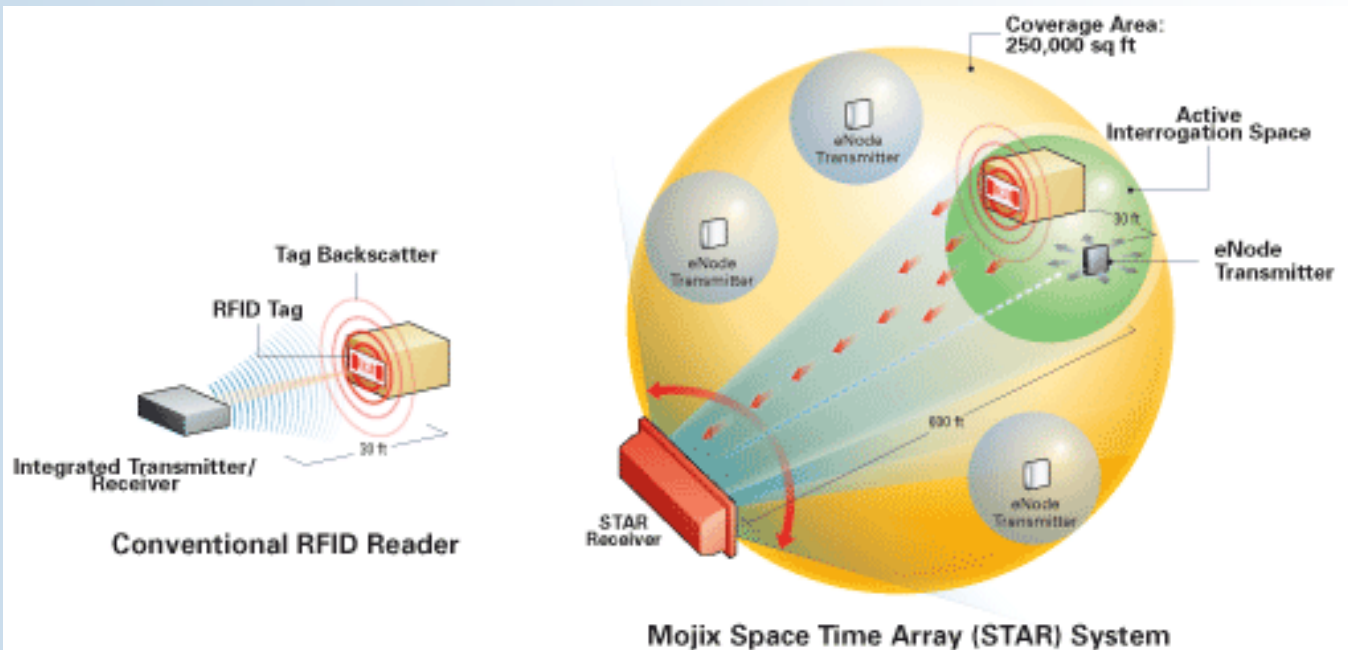 Coverage Area:
250,000 sq ft
Active
Interrogation Space
eNode
Transmitter
30 ft
eNode
Transmitter
eNode
Transmitter
Tag Backscatter
RFID Tag
30 ft
Integrated Transmitter/
Receiver
Conventional RFID Reader
600 ft
eNode
Transmitter
STAR
Receiver
Mojix Space Time Array (STAR) System